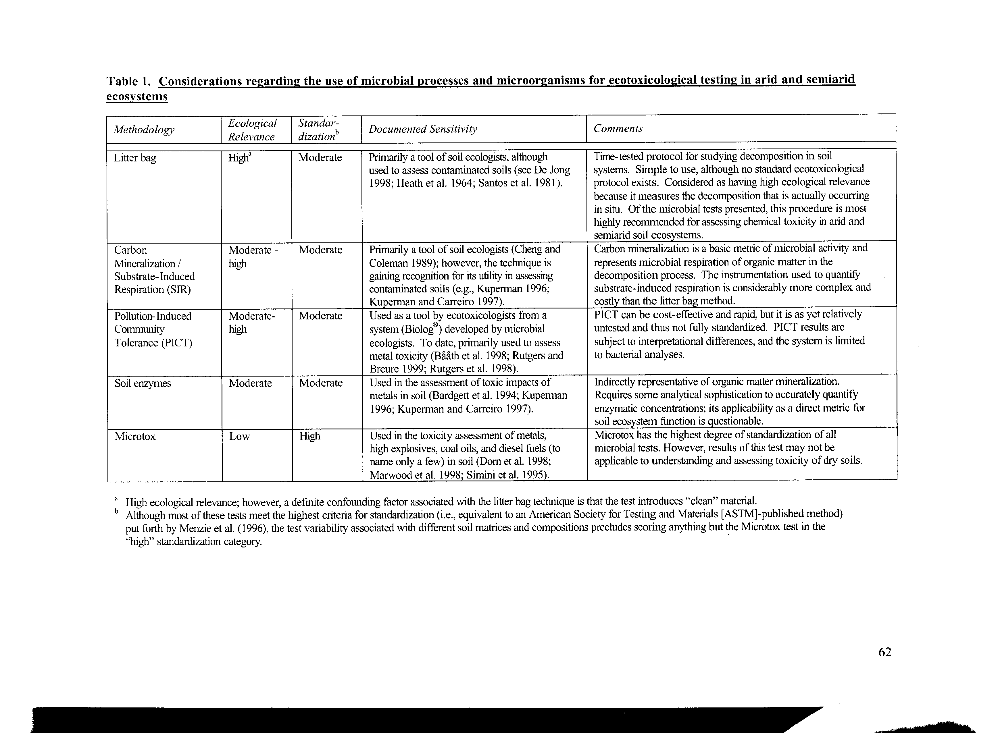 Table 1. Considerations regarding the use of microbial processes and microorganisms for ecotoxicological testing in arid and semiarid
ecosystems
Methodology
Ecological
Relevance
Standar-
dization^b
Documented Sensitivity
Comments
Litter bag
High^a
Moderate
Primarily a tool of soil ecologists, although
used to assess contaminated soils (see De Jong
1998; Heath et al. 1964; Santos et al. 1981).
Time-tested protocol for studying decomposition in soil
systems. Simple to use, although no standard ecotoxicological
protocol exists. Considered as having high ecological relevance
because it measures the decomposition that is actually occurring
in situ. Of the microbial tests presented, this procedure is most
highly recommended for assessing chemical toxicity in arid and
semiarid soil ecosystems.
Carbon
Mineralization /
Substrate-Induced
Respiration (SIR)
Moderate -
high
Moderate
Primarily a tool of soil ecologists (Cheng and
Coleman 1989); however, the technique is
gaining recognition for its utility in assessing
contaminated soils (e.g., Kuperman 1996;
Kuperman and Carreiro 1997).
Carbon mineralization is a basic metric of microbial activity and
represents microbial respiration of organic matter in the
decomposition process. The instrumentation used to quantify
substrate-induced respiration is considerably more complex and
costly than the litter bag method.
Pollution-Induced
Community
Tolerance (PICT)
Moderate-
high
Moderate
Used as a tool by ecotoxicologists from a
system (Biolog®) developed by microbial
ecologists. To date, primarily used to assess
metal toxicity (Bååth et al. 1998; Rutgers and
Breure 1999; Rutgers et al. 1998).
PICT can be cost-effective and rapid, but it is as yet relatively
untested and thus not fully standardized. PICT results are
subject to interpretational differences, and the system is limited
to bacterial analyses.
Soil enzymes
Moderate
Moderate
Used in the assessment of toxic impacts of
metals in soil (Bardgett et al. 1994; Kuperman
1996; Kuperman and Carreiro 1997).
Indirectly representative of organic matter mineralization.
Requires some analytical sophistication to accurately quantify
enzymatic concentrations; its applicability as a direct metric for
soil ecosystem function is questionable.
Microtox
Low
High
Used in the toxicity assessment of metals,
high explosives, coal oils, and diesel fuels (to
name only a few) in soil (Dorn et al. 1998;
Marwood et al. 1998; Simini et al. 1995).
Microtox has the highest degree of standardization of all
microbial tests. However, results of this test may not be
applicable to understanding and assessing toxicity of dry soils.
a High ecological relevance; however, a definite confounding factor associated with the litter bag technique is that the test introduces “clean” material.
b Although most of these tests meet the highest criteria for standardization (i.e., equivalent to an American Society for Testing and Materials [ASTM]-published method)
put forth by Menzie et al. (1996), the test variability associated with different soil matrices and compositions precludes scoring anything but the Microtox test in the
“high” standardization category.
62